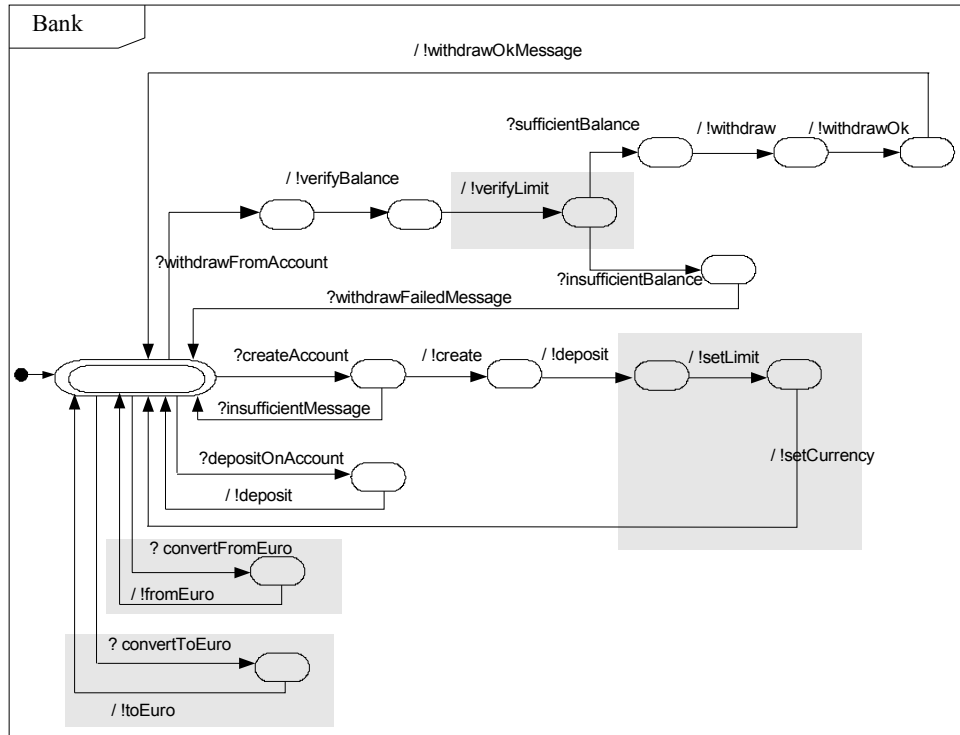 Bank
/ !withdrawOkMessage
?sufficientBalance
/ !withdraw
/ !withdrawOk
/ !verifyBalance
/ !verifyLimit
?withdrawFromAccount
?insufficientBalance
?withdrawFailedMessage
?createAccount
/ !create
/ !deposit
/ !setLimit
?insufficientMessage
?depositOnAccount
/ !setCurrency
/ !deposit
? convertFromEuro
/ !fromEuro
? convertToEuro
/ !toEuro